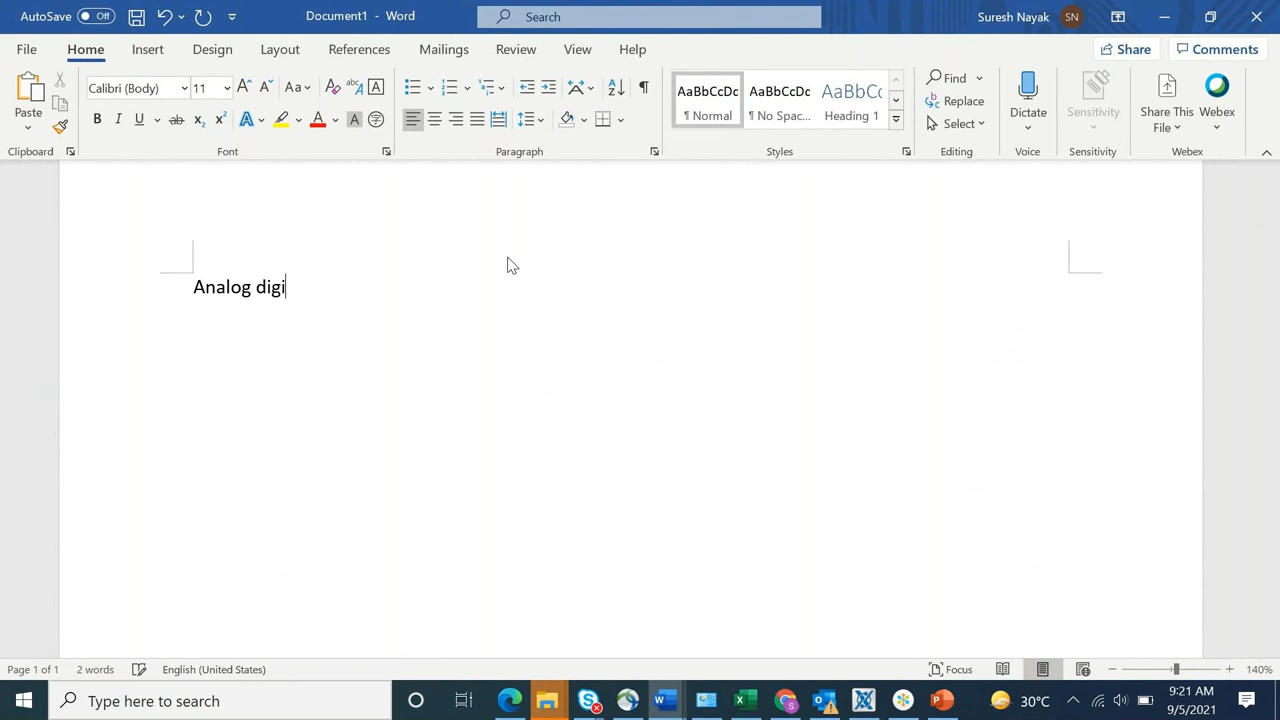 AutoSave Off Document1 - Word Search Suresh Nayak SN
File Home Insert Design Layout References Mailings Review View Help Share Comments
Paste Calibri (Body) 11 AaBbCcDc AaBbCcDc AaBbCc Find Replace Select Dictate Sensitivity Share This File Webex
¶ Normal ¶ No Spac... Heading 1
Clipboard Font Paragraph Styles Editing Voice Sensitivity Webex
Analog digi
Page 1 of 1 2 words English (United States) Focus 140%
Type here to search 30°C 9:21 AM
9/5/2021